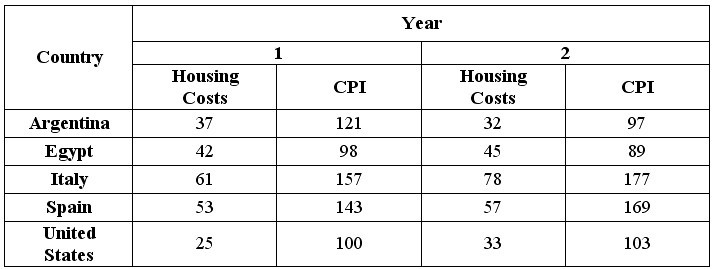 Country
Year
1
2
Housing
Costs
CPI
Housing
Costs
CPI
Argentina 37 121 32 97
Egypt 42 98 45 89
Italy 61 157 78 177
Spain 53 143 57 169
United
States 25 100 33 103